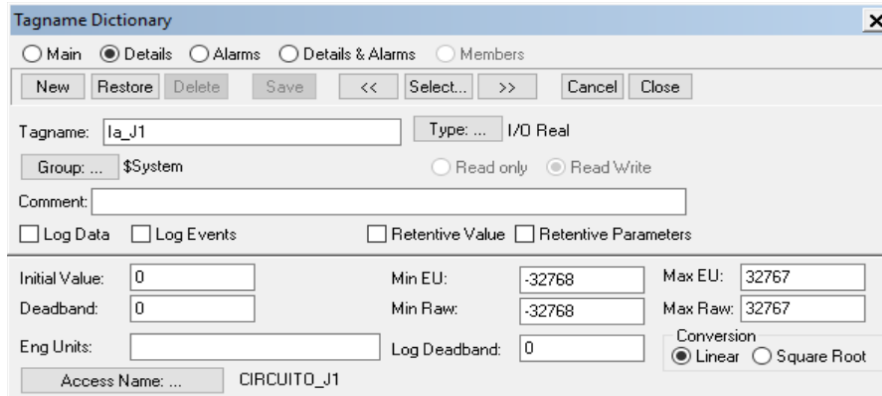 Tagname Dictionary
Main Details Alarms Details & Alarms Members
New Restore Delete Save << Select... >> Cancel Close
Tagname: Ia_J1 Type: ... I/O Real
Group: ... $System Read only Read Write
Comment:
Log Data Log Events Retentive Value Retentive Parameters
Initial Value: 0 Min EU: -32768 Max EU: 32767
Deadband: 0 Min Raw: -32768 Max Raw: 32767
Eng Units: Log Deadband: 0 Conversion
Linear Square Root
Access Name: ... CIRCUITO_J1